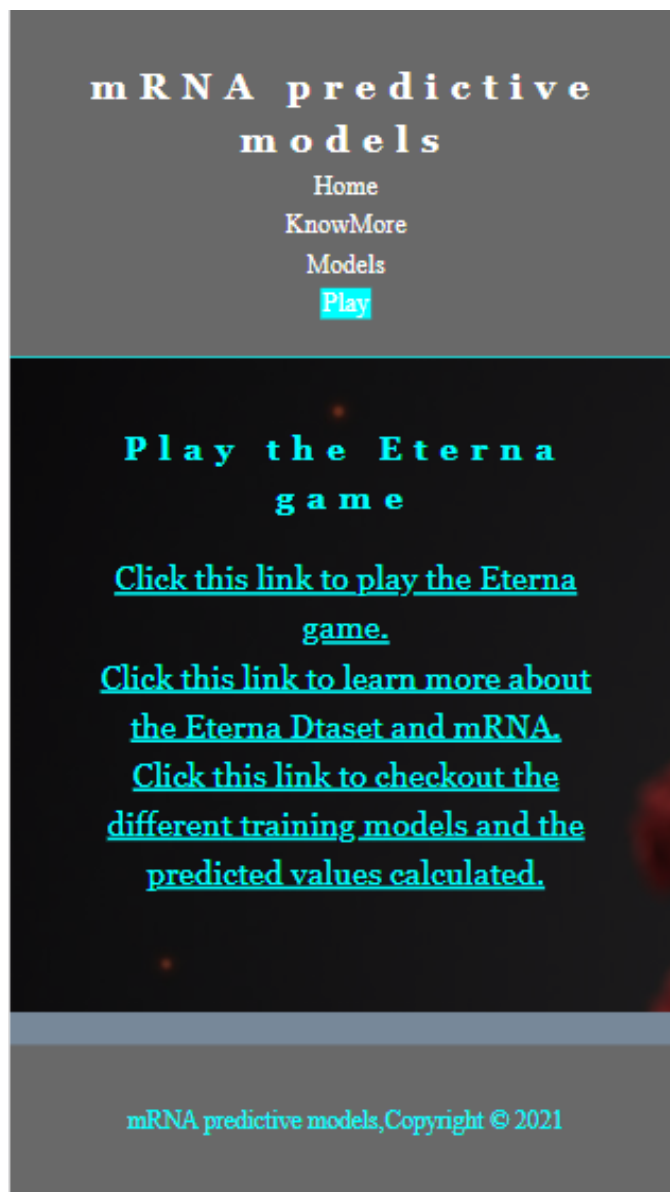 mRNA predictive
models
Home
KnowMore
Models
Play
Play the Eterna
game
Click this link to play the Eterna
game.
Click this link to learn more about
the Eterna Dtaset and mRNA.
Click this link to checkout the
different training models and the
predicted values calculated.
mRNA predictive models,Copyright © 2021